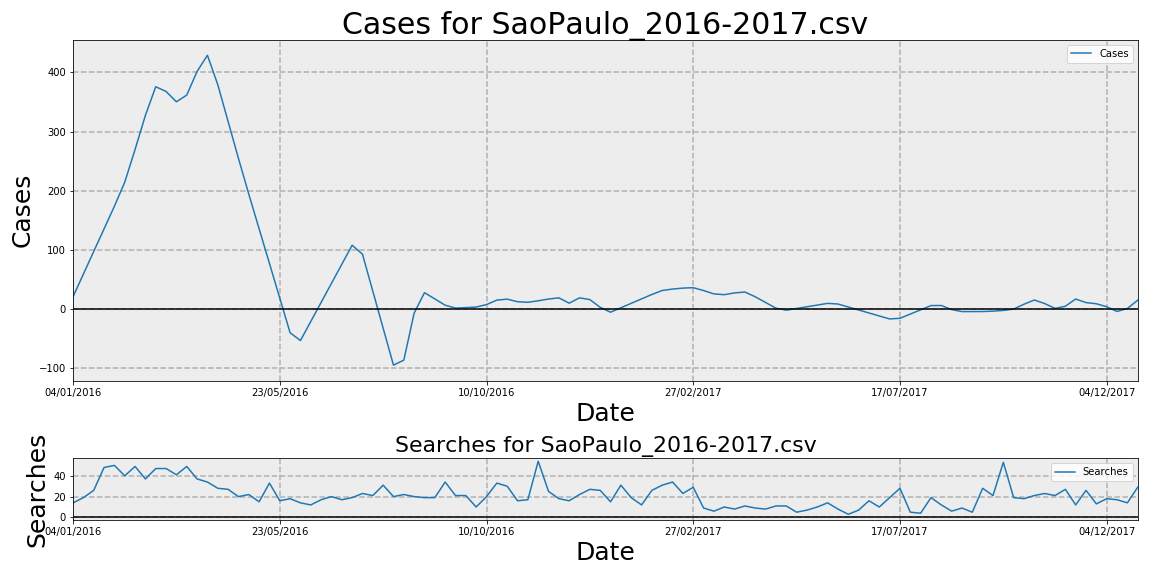 Cases for SaoPaulo_2016-2017.csv
Cases
400
300
200
100
0
−100
Cases
04/01/2016 23/05/2016 10/10/2016 27/02/2017 17/07/2017 04/12/2017
Date
Searches for SaoPaulo_2016-2017.csv
Searches
40
20
0
Searches
04/01/2016 23/05/2016 10/10/2016 27/02/2017 17/07/2017 04/12/2017
Date